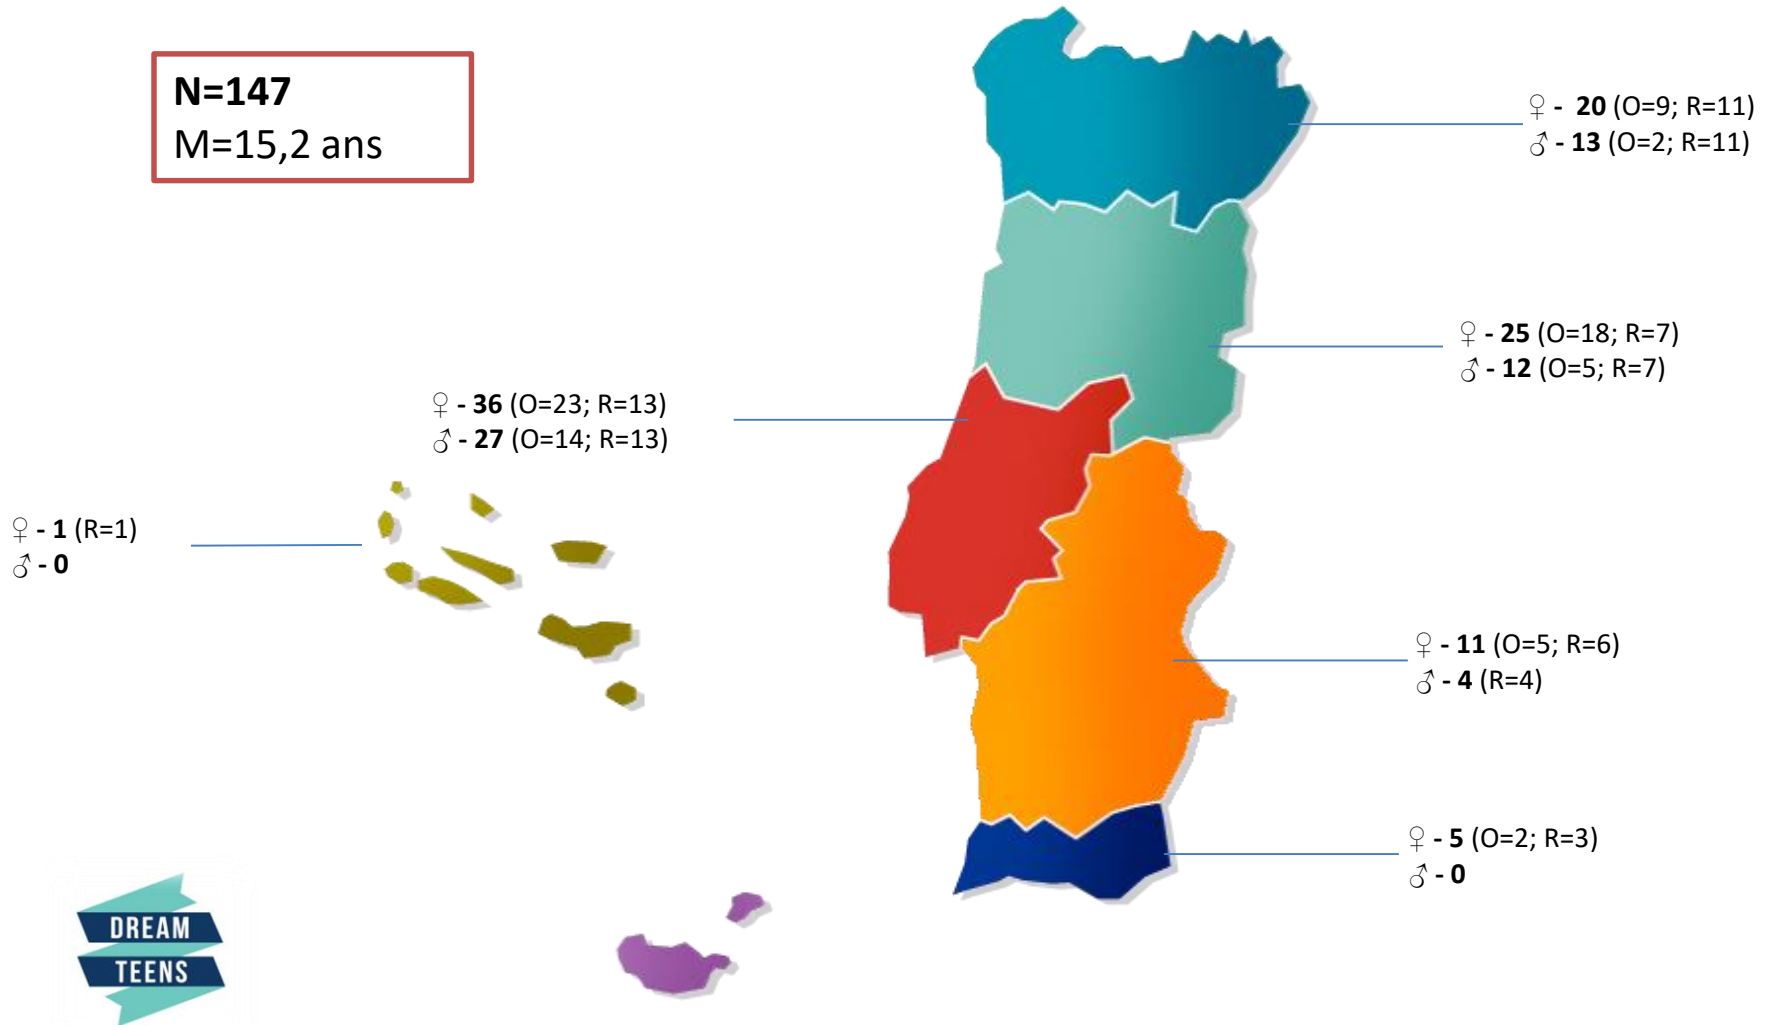 N=147
M=15,2 ans
♀ - 20 (O=9; R=11)
♂ - 13 (O=2; R=11)
♀ - 25 (O=18; R=7)
♂ - 12 (O=5; R=7)
♀ - 36 (O=23; R=13)
♂ - 27 (O=14; R=13)
♀ - 1 (R=1)
♂ - 0
♀ - 11 (O=5; R=6)
♂ - 4 (R=4)
♀ - 5 (O=2; R=3)
♂ - 0
DREAM
TEENS